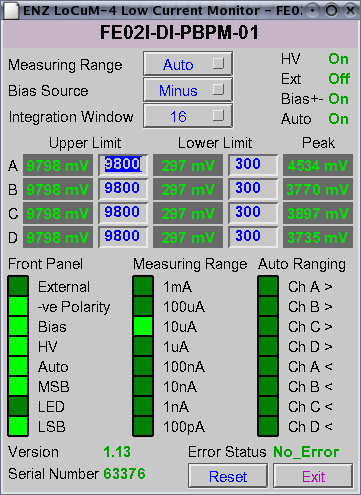 ENZ LoCuM-4 Low Current Monitor - FE02
FE02I-DI-PBPM-01
Measuring Range Auto HV On
Ext Off
Bias Source Minus Bias+- On
Integration Window 16 Auto On
Upper Limit Lower Limit Peak
A 9798 mV 9800 297 mV 300 4534 mV
B 9798 mV 9800 297 mV 300 3770 mV
C 9798 mV 9800 297 mV 300 3897 mV
D 9798 mV 9800 297 mV 300 3735 mV
Front Panel Measuring Range Auto Ranging
External 1mA Ch A >
-ve Polarity 100uA Ch B >
Bias 10uA Ch C >
HV 1uA Ch D >
Auto 100nA Ch A <
MSB 10nA Ch B <
LED 1nA Ch C <
LSB 100pA Ch D <
Version 1.13 Error Status No_Error
Serial Number 63376 Reset Exit